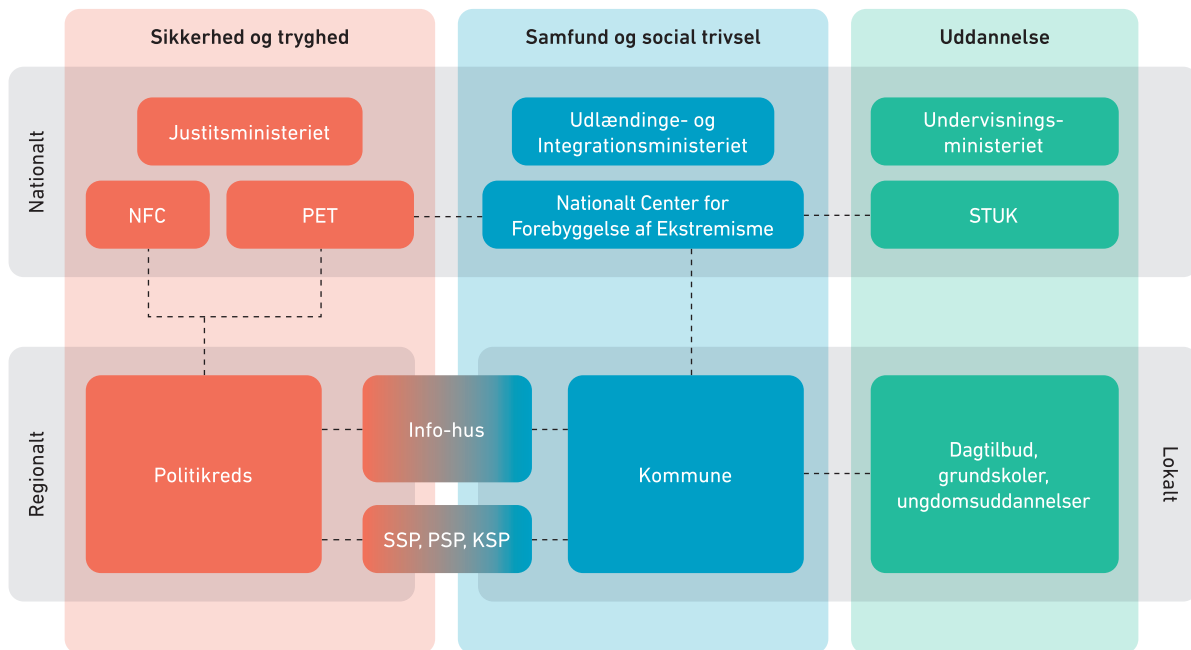 Sikkerhed og tryghed
Samfund og social trivsel
Uddannelse
Nationalt
Justitsministeriet
Udlændinge- og
Integrationsministeriet
Undervisnings-
ministeriet
NFC
PET
Nationalt Center for
Forebyggelse af Ekstremisme
STUK
Regionalt
Politikreds
Info-hus
SSP, PSP, KSP
Kommune
Dagtilbud,
grundskoler,
ungdomsuddannelser
Lokalt